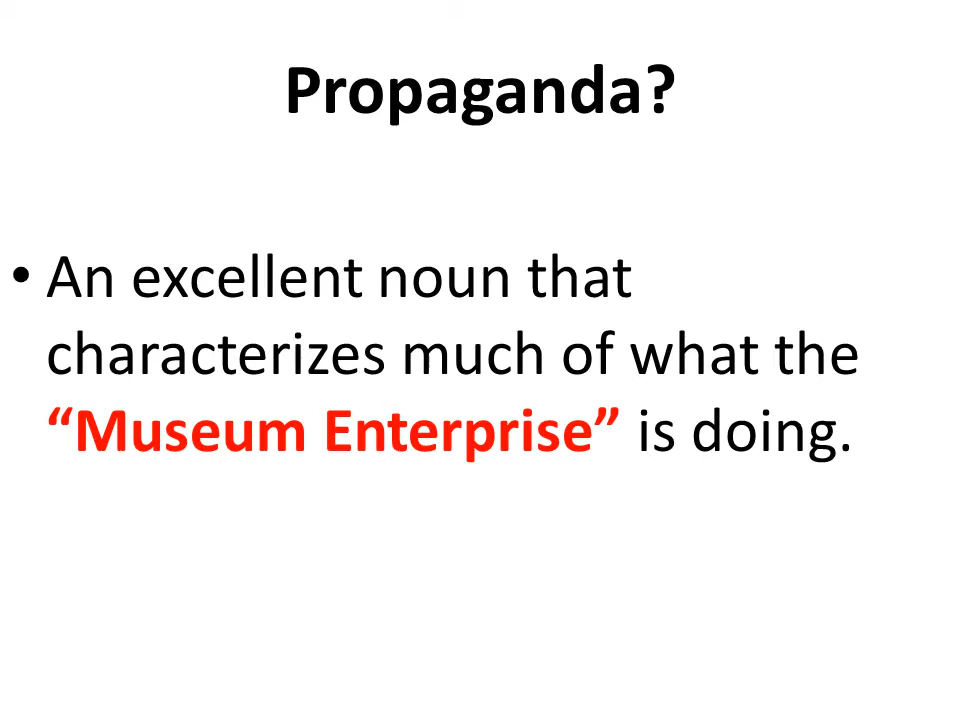 Propaganda?
• An excellent noun that
characterizes much of what the
“Museum Enterprise” is doing.